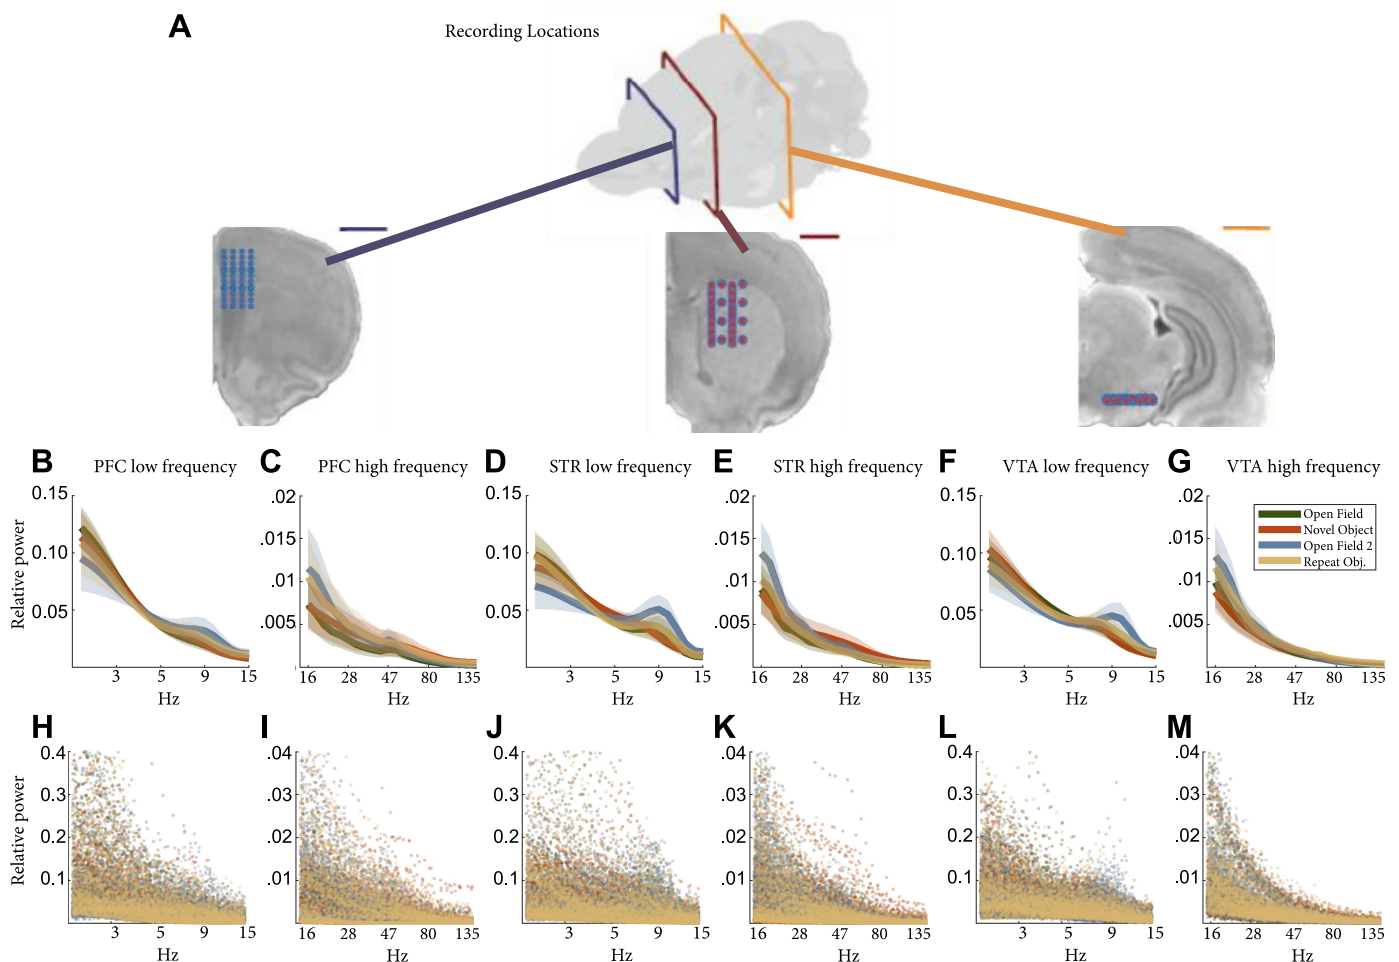 A
Recording Locations
B PFC low frequency C PFC high frequency D STR low frequency E STR high frequency F VTA low frequency G VTA high frequency
0.15 .02 0.15 .02 0.15 .02
Open Field
Novel Object
Open Field 2
Repeat Obj.
.015 .015 .015
0.10 0.10 0.10
.01 .01 .01
0.05 0.05 0.05
.005 .005 .005
Relative power
3 5 9 15 16 28 47 80 135 3 5 9 15 16 28 47 80 135 3 5 9 15 16 28 47 80 135
Hz Hz Hz Hz Hz Hz
H I J K L M
0.4 .04 0.4 .04 0.4 .04
0.3 .03 0.3 .03 0.3 .03
0.2 .02 0.2 .02 0.2 .02
0.1 .01 0.1 .01 0.1 .01
Relative power
3 5 9 15 16 28 47 80 135 3 5 9 15 16 28 47 80 135 3 5 9 15 16 28 47 80 135
Hz Hz Hz Hz Hz Hz